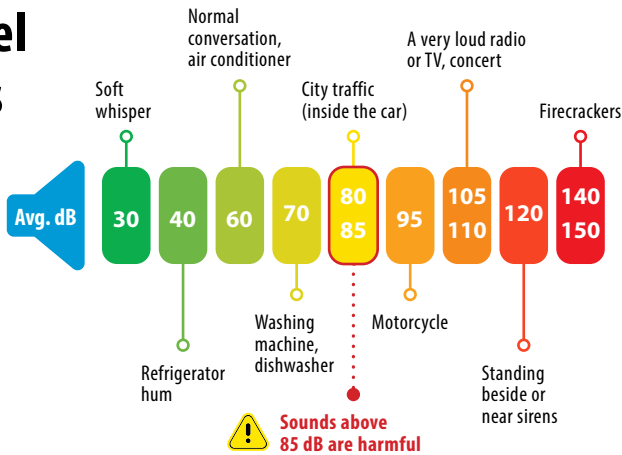 el
s
Normal
conversation,
air conditioner
A very loud radio
or TV, concert
Soft
whisper
City traffic
(inside the car)
Firecrackers
Avg. dB
30
40
60
70
80
85
95
105
110
120
140
150
Washing
machine,
dishwasher
Motorcycle
Refrigerator
hum
Standing
beside or
near sirens
Sounds above
85 dB are harmful